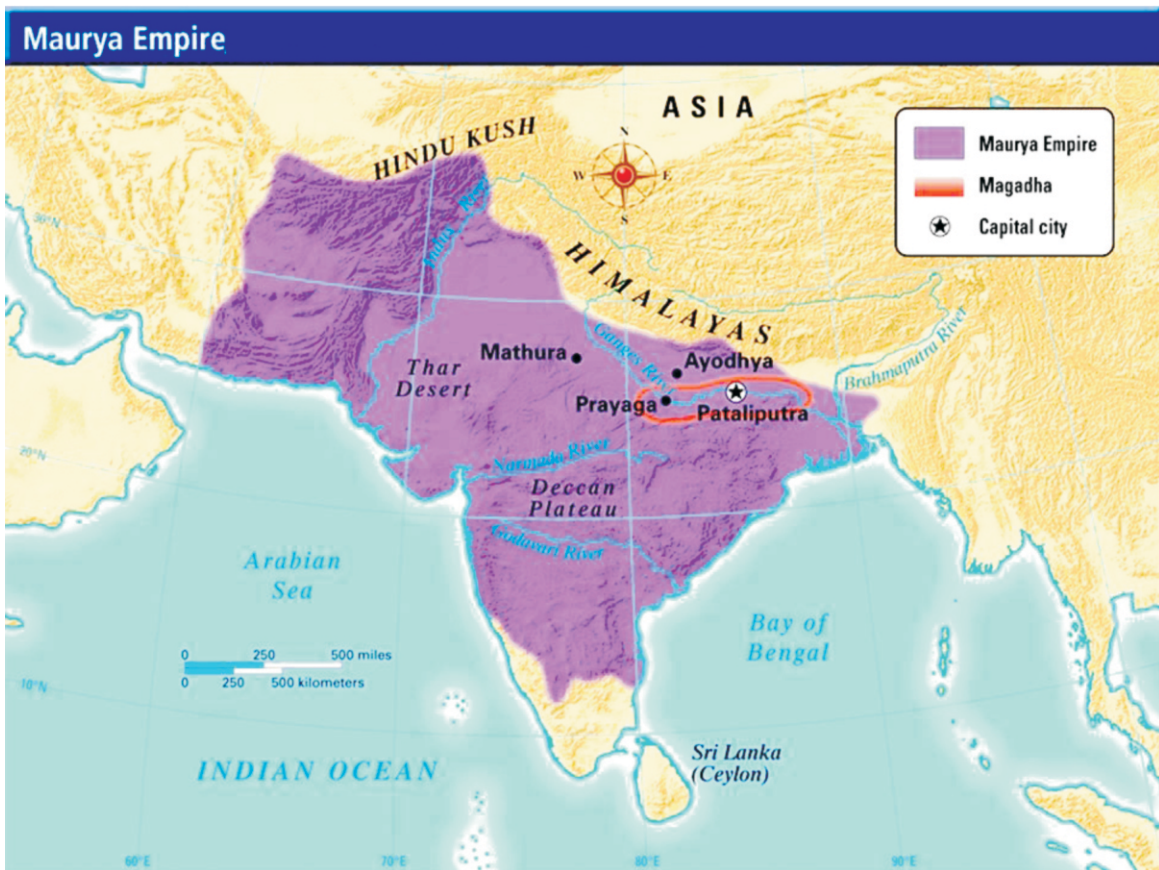 Maurya Empire
ASIA
HINDU KUSH
N
W
E
S
Maurya Empire
Magadha
Capital city
30°N
Indus River
HIMALAYAS
Ganges River
Brahmaputra River
Thar
Desert
Mathura
Ayodhya
Prayaga
Pataliputra
20°N
Narmada River
Deccan
Plateau
Godavari River
Arabian
Sea
Bay of
Bengal
0 250 500 miles
0 250 500 kilometers
10°N
Sri Lanka
(Ceylon)
INDIAN OCEAN
60°E
70°E
80°E
90°E